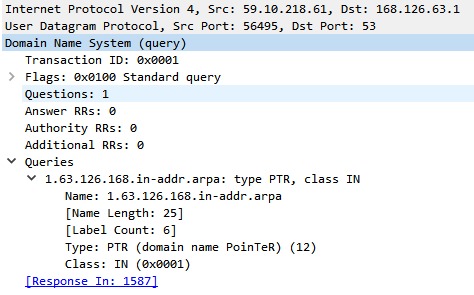 Internet Protocol Version 4, Src: 59.10.218.61, Dst: 168.126.63.1
User Datagram Protocol, Src Port: 56495, Dst Port: 53
Domain Name System (query)
Transaction ID: 0x0001
Flags: 0x0100 Standard query
Questions: 1
Answer RRs: 0
Authority RRs: 0
Additional RRs: 0
Queries
1.63.126.168.in-addr.arpa: type PTR, class IN
Name: 1.63.126.168.in-addr.arpa
[Name Length: 25]
[Label Count: 6]
Type: PTR (domain name PoinTeR) (12)
Class: IN (0x0001)
[Response In: 1587]